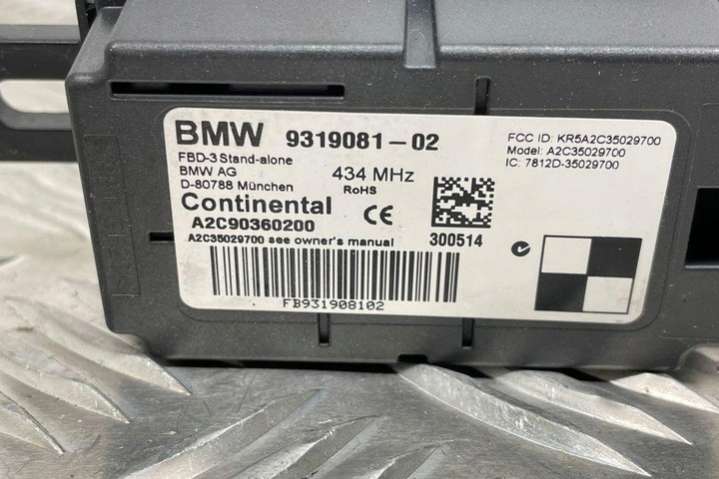 BMW 9319081-02
FBD-3 Stand-alone
BMW AG
D-80788 München
434 MHz
RoHS
FCC ID: KR5A2C35029700
Model: A2C35029700
IC: 7812D-35029700
Continental CE
A2C90360200
A2C35029700 see owner's manual
300514
FB931908102